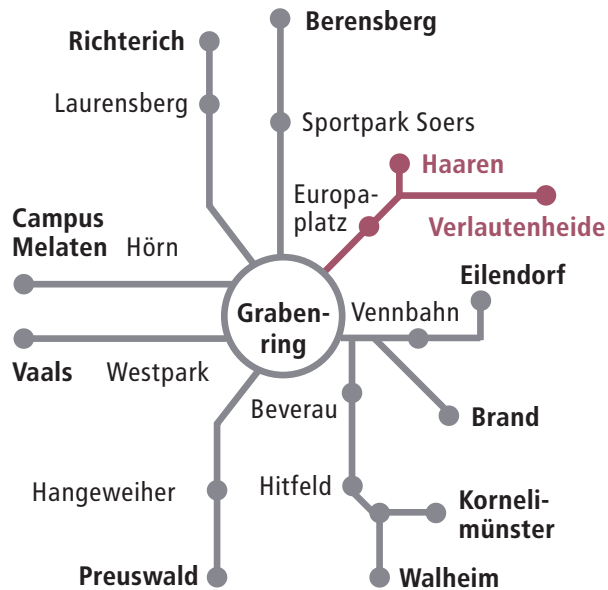 Berensberg
Richterich
Laurensberg
Sportpark Soers
Haaren
Europa-
platz
Verlautenheide
Campus
Melaten Hörn
Eilendorf
Graben-
ring
Vennbahn
Vaals Westpark
Beverau
Brand
Hangeweiher
Hitfeld
Korneli-
münster
Preuswald
Walheim